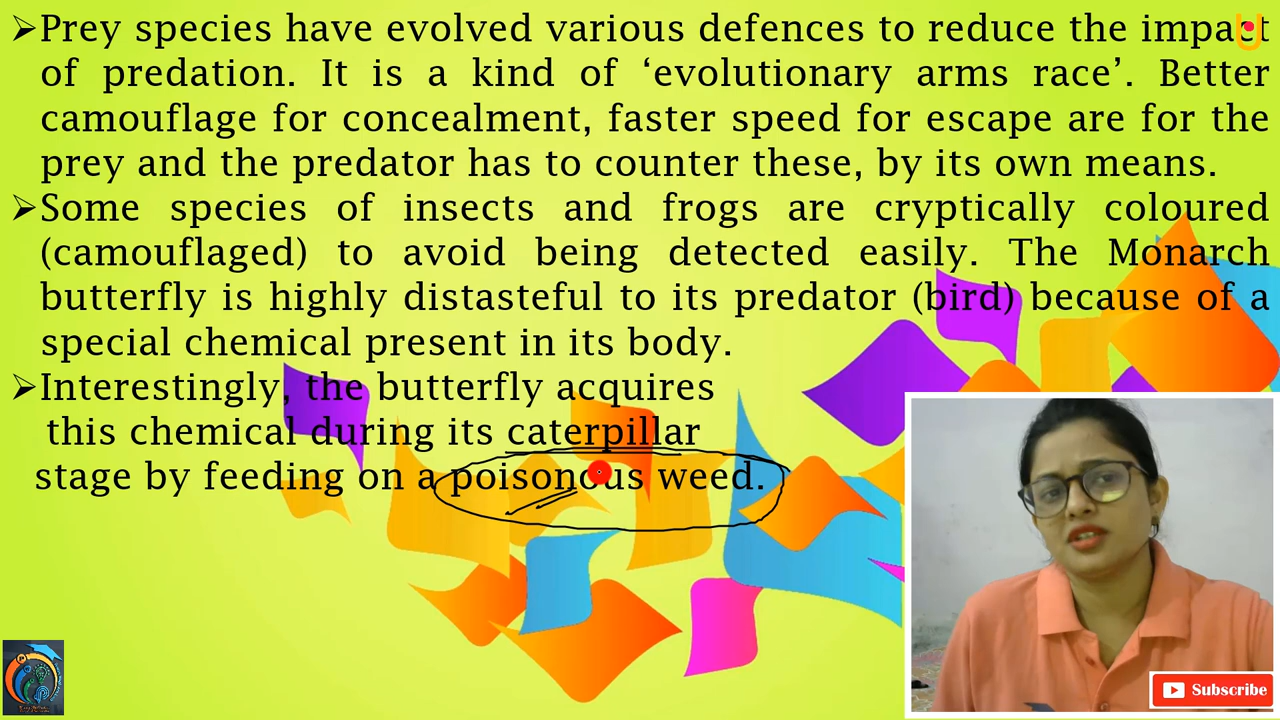 ➢Prey species have evolved various defences to reduce the impact
of predation. It is a kind of ‘evolutionary arms race’. Better
camouflage for concealment, faster speed for escape are for the
prey and the predator has to counter these, by its own means.
➢Some species of insects and frogs are cryptically coloured
(camouflaged) to avoid being detected easily. The Monarch
butterfly is highly distasteful to its predator (bird) because of a
special chemical present in its body.
➢Interestingly, the butterfly acquires
this chemical during its caterpillar
stage by feeding on a poisonous weed.
Subscribe